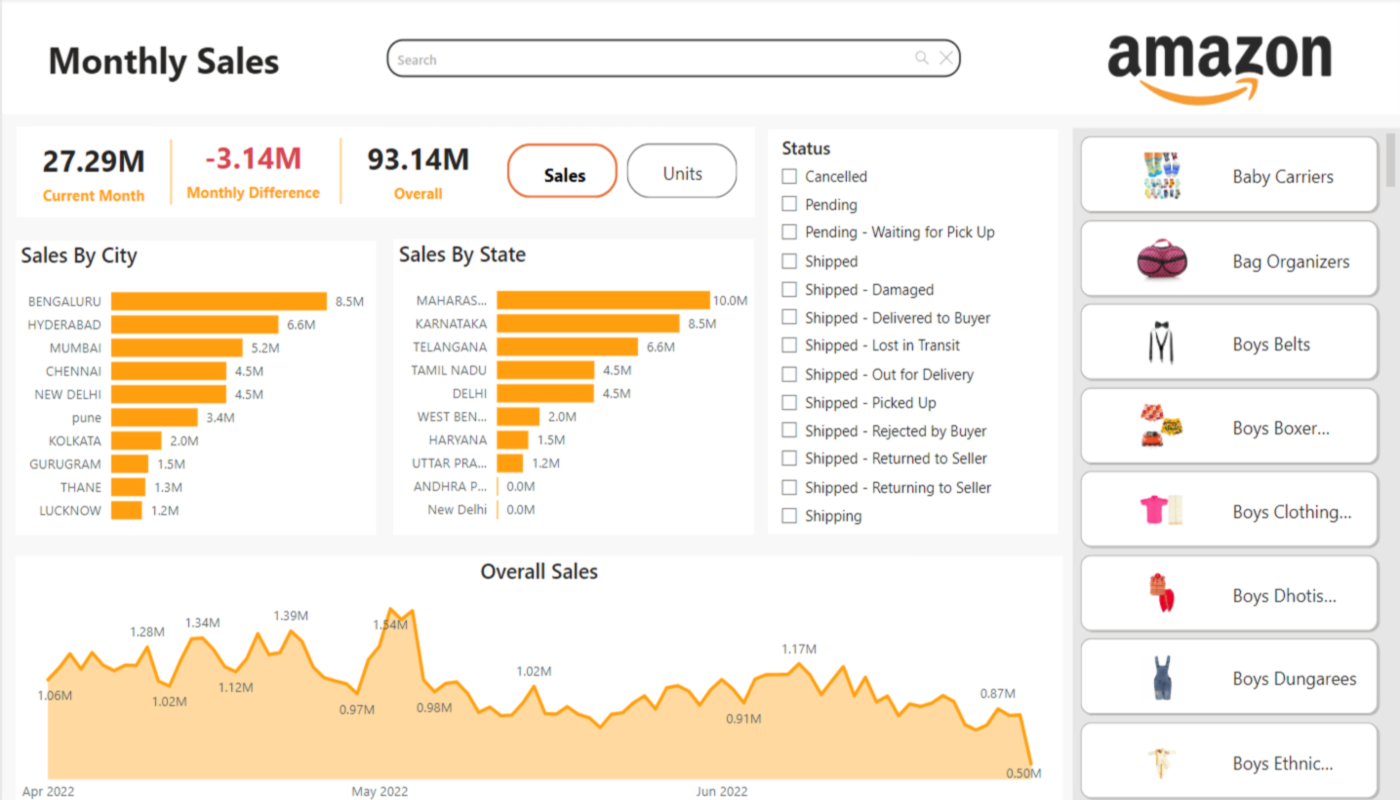 Monthly Sales
Search
amazon
27.29M
Current Month
-3.14M
Monthly Difference
93.14M
Overall
Sales
Units
Sales By City
BENGALURU 8.5M
HYDERABAD 6.6M
MUMBAI 5.2M
CHENNAI 4.5M
NEW DELHI 4.5M
pune 3.4M
KOLKATA 2.0M
GURUGRAM 1.5M
THANE 1.3M
LUCKNOW 1.2M
Sales By State
MAHARAS... 10.0M
KARNATAKA 8.5M
TELANGANA 6.6M
TAMIL NADU 4.5M
DELHI 4.5M
WEST BEN... 2.0M
HARYANA 1.5M
UTTAR PRA... 1.2M
ANDHRA P... 0.0M
New Delhi 0.0M
Status
Cancelled
Pending
Pending - Waiting for Pick Up
Shipped
Shipped - Damaged
Shipped - Delivered to Buyer
Shipped - Lost in Transit
Shipped - Out for Delivery
Shipped - Picked Up
Shipped - Rejected by Buyer
Shipped - Returned to Seller
Shipped - Returning to Seller
Shipping
Baby Carriers
Bag Organizers
Boys Belts
Boys Boxer...
Boys Clothing...
Boys Dhotis...
Boys Dungarees
Boys Ethnic...
Overall Sales
1.06M
1.28M
1.02M
1.34M
1.12M
1.39M
0.97M
1.54M
0.98M
1.02M
0.91M
1.17M
0.87M
0.50M
Apr 2022
May 2022
Jun 2022